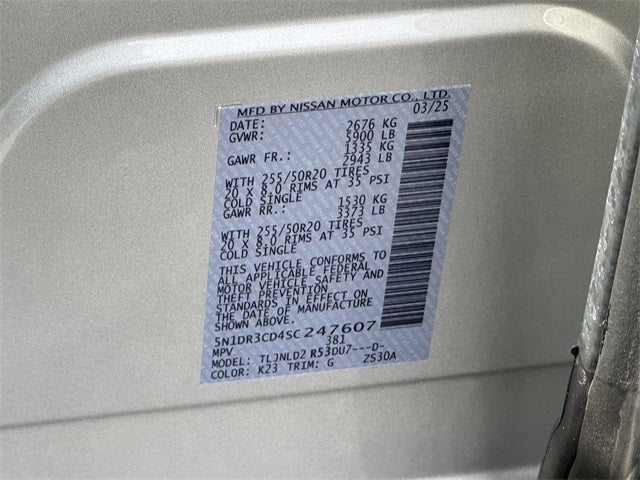 MFD BY NISSAN MOTOR CO., LTD.
DATE: 03/25
GVWR: 2676 KG
5900 LB
GAWR FR.: 1335 KG
2943 LB
WITH 255/50R20 TIRES
20 X 8.0 RIMS AT 35 PSI
COLD SINGLE
GAWR RR.: 1530 KG
3373 LB
WITH 255/50R20 TIRES
20 X 8.0 RIMS AT 35 PSI
COLD SINGLE
THIS VEHICLE CONFORMS TO
ALL APPLICABLE FEDERAL
MOTOR VEHICLE SAFETY AND
THEFT PREVENTION
STANDARDS IN EFFECT ON
THE DATE OF MANUFACTURE
SHOWN ABOVE.
5N1DR3CD4SC247607
MPV 381
MODEL: TLJNLD2 R53DU7---D-
COLOR: K23 TRIM: G ZS30A